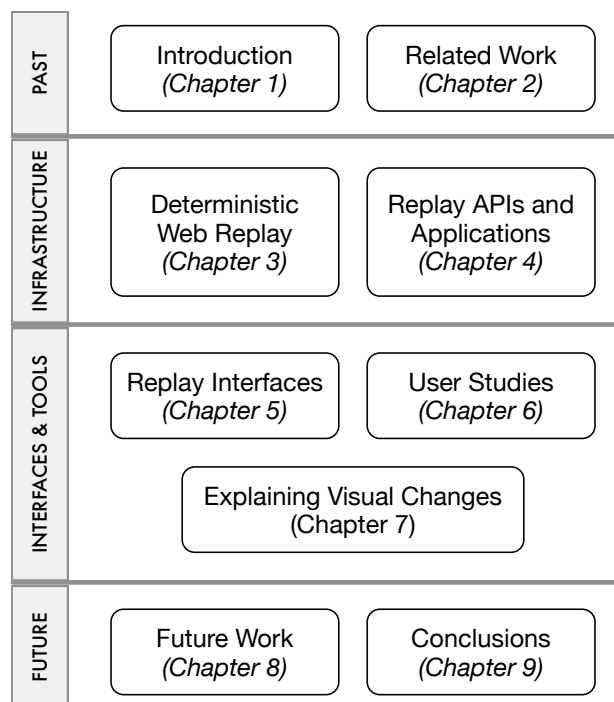 PAST
Introduction
(Chapter 1)
Related Work
(Chapter 2)
INFRASTRUCTURE
Deterministic
Web Replay
(Chapter 3)
Replay APIs and
Applications
(Chapter 4)
INTERFACES & TOOLS
Replay Interfaces
(Chapter 5)
User Studies
(Chapter 6)
Explaining Visual Changes
(Chapter 7)
FUTURE
Future Work
(Chapter 8)
Conclusions
(Chapter 9)